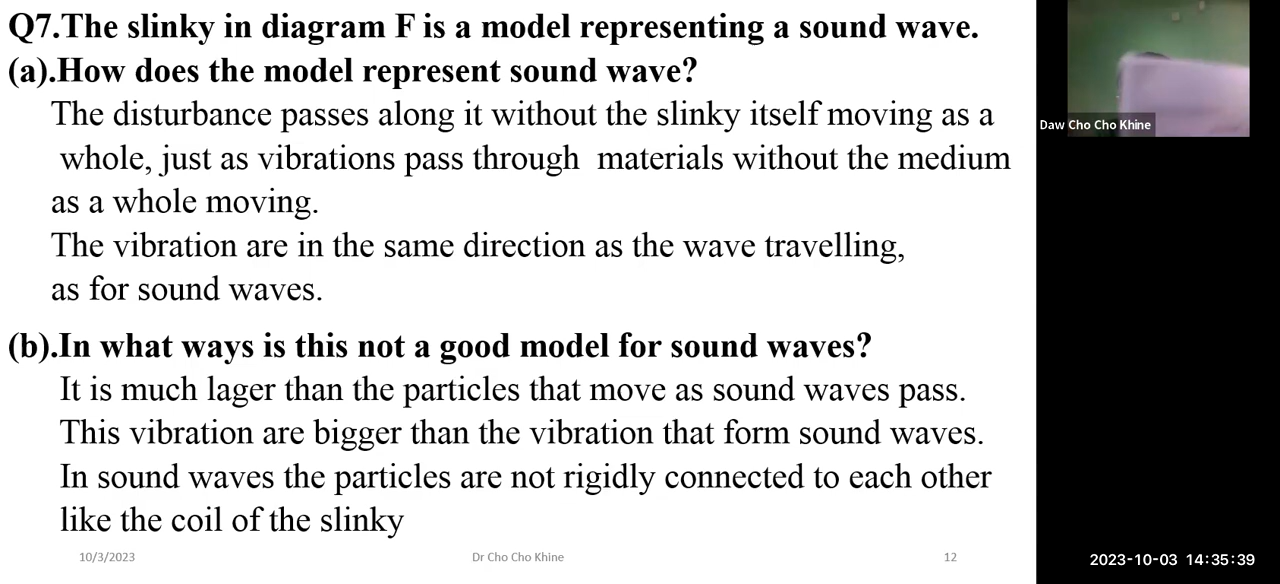 Q7.The slinky in diagram F is a model representing a sound wave.
(a).How does the model represent sound wave?
The disturbance passes along it without the slinky itself moving as a
whole, just as vibrations pass through materials without the medium
as a whole moving.
The vibration are in the same direction as the wave travelling,
as for sound waves.
(b).In what ways is this not a good model for sound waves?
It is much lager than the particles that move as sound waves pass.
This vibration are bigger than the vibration that form sound waves.
In sound waves the particles are not rigidly connected to each other
like the coil of the slinky
10/3/2023
Dr Cho Cho Khine
12
Daw Cho Cho Khine
2023-10-03 14:35:39